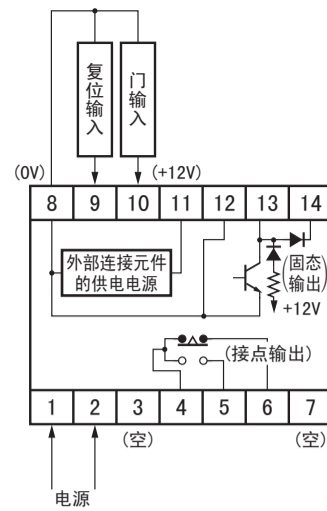 复位输入
门输入
(0V)
(+12V)
8 9 10 11 12 13 14
外部连接元件
的供电电源
(固态
输出)
+12V
(接点输出)
1 2 3 4 5 6 7
(空)
(空)
电源